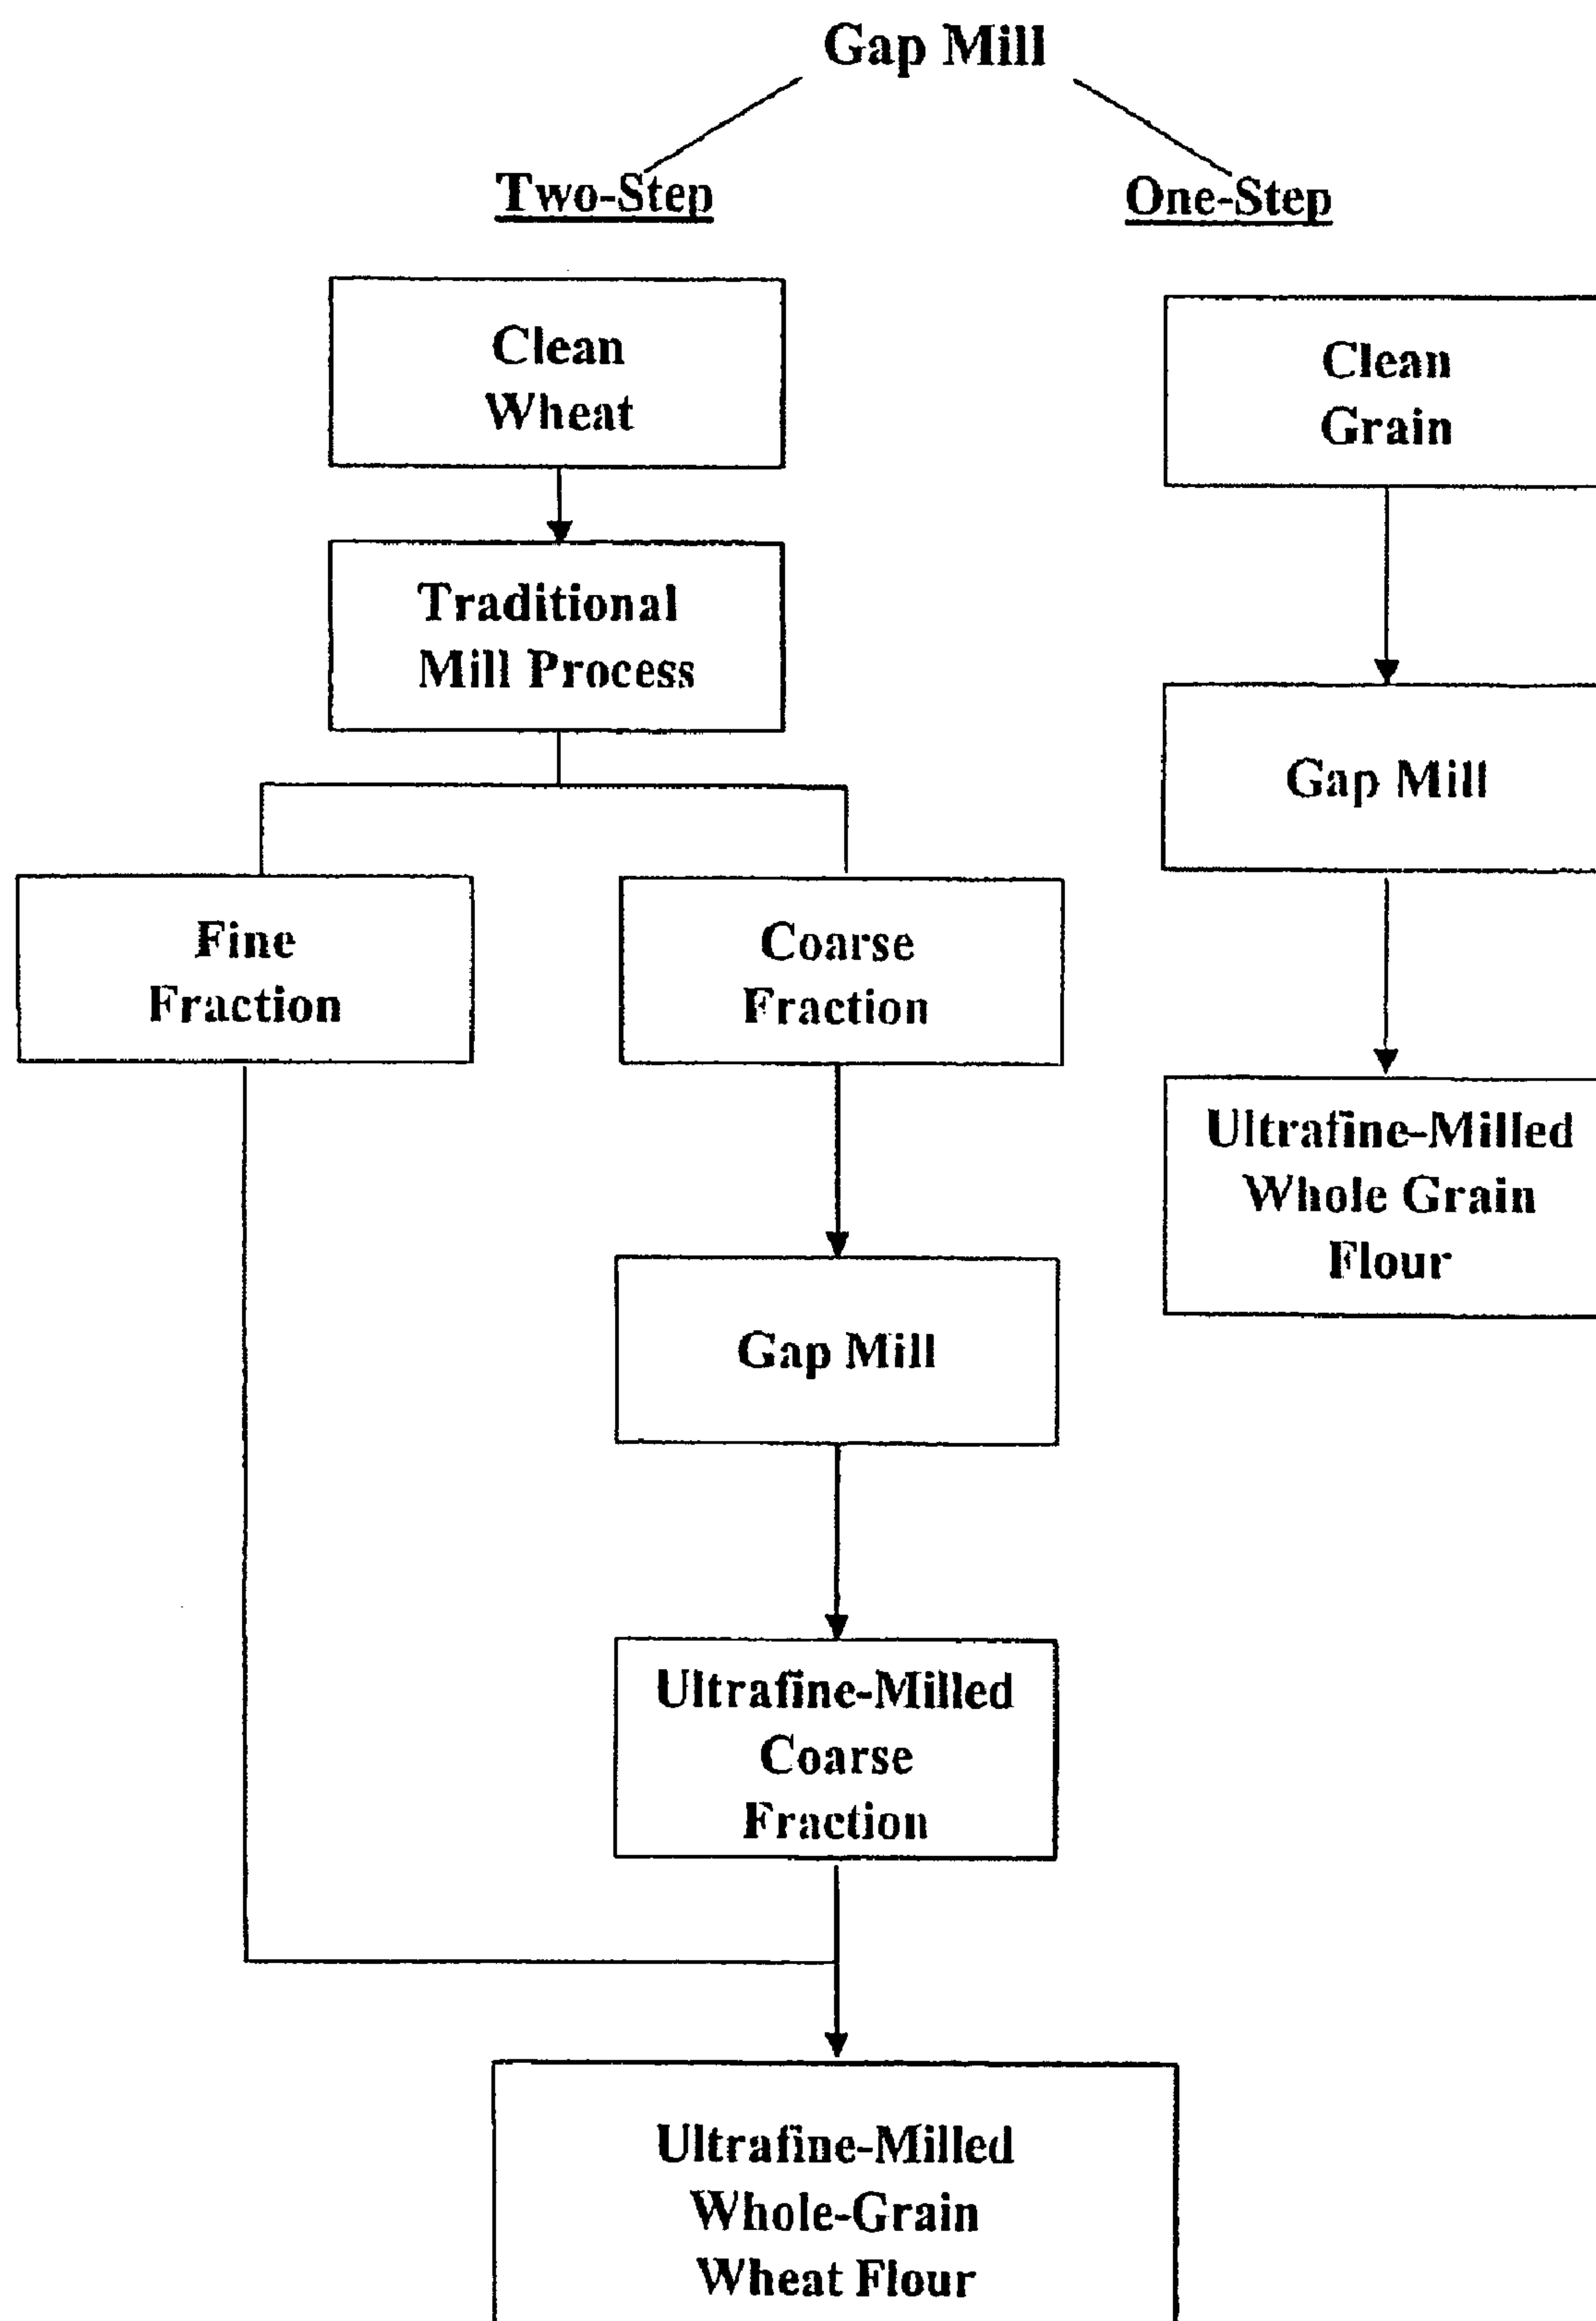 Gap Mill
Two-Step
One-Step
Clean
Wheat
Traditional
Mill Process
Fine
Fraction
Coarse
Fraction
Gap Mill
Ultrafine-Milled
Coarse
Fraction
Ultrafine-Milled
Whole-Grain
Wheat Flour
Clean
Grain
Gap Mill
Ultrafine-Milled
Whole Grain
Flour